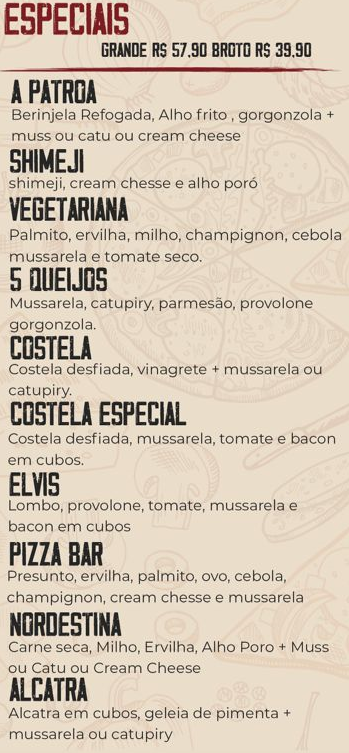 ESPECIAIS
GRANDE R$ 57,90 BROTO R$ 39,90
A PATROA
Berinjela Refogada, Alho frito , gorgonzola +
muss ou catu ou cream cheese
SHIMEJI
shimeji, cream chesse e alho poró
VEGETARIANA
Palmito, ervilha, milho, champignon, cebola
mussarela e tomate seco.
5 QUEIJOS
Mussarela, catupiry, parmesão, provolone
gorgonzola.
COSTELA
Costela desfiada, vinagrete + mussarela ou
catupiry.
COSTELA ESPECIAL
Costela desfiada, mussarela, tomate e bacon
em cubos.
ELVIS
Lombo, provolone, tomate, mussarela e
bacon em cubos
PIZZA BAR
Presunto, ervilha, palmito, ovo, cebola,
champignon, cream chesse e mussarela
NORDESTINA
Carne seca, Milho, Ervilha, Alho Poro + Muss
ou Catu ou Cream Cheese
ALCATRA
Alcatra em cubos, geleia de pimenta +
mussarela ou catupiry